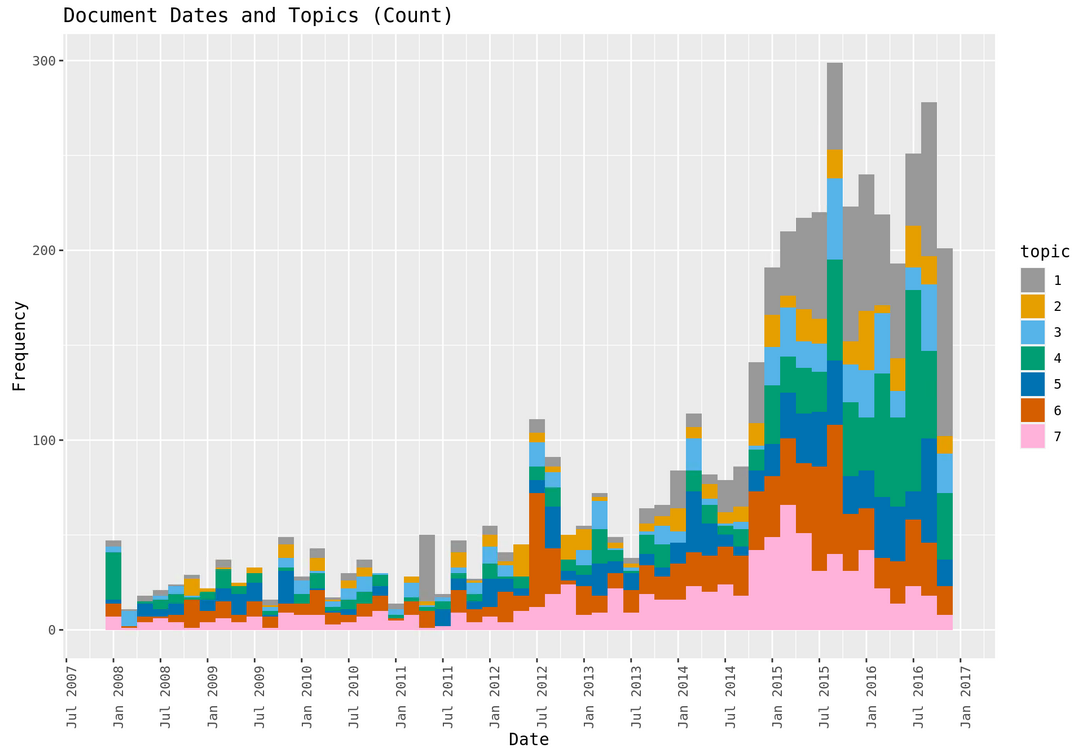 Document Dates and Topics (Count)
300
200
100
0
Frequency
Jul 2007
Jan 2008
Jul 2008
Jan 2009
Jul 2009
Jan 2010
Jul 2010
Jan 2011
Jul 2011
Jan 2012
Jul 2012
Jan 2013
Jul 2013
Jan 2014
Jul 2014
Jan 2015
Jul 2015
Jan 2016
Jul 2016
Jan 2017
Date
topic
1
2
3
4
5
6
7